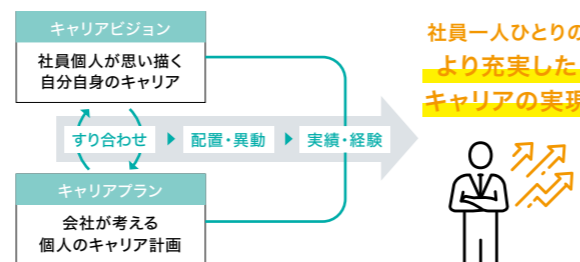 キャリアビジョン
社員個人が思い描く
自分自身のキャリア
すり合わせ
配置・異動
実績・経験
キャリアプラン
会社が考える
個人のキャリア計画
社員一人ひとりの
より充実した
キャリアの実現